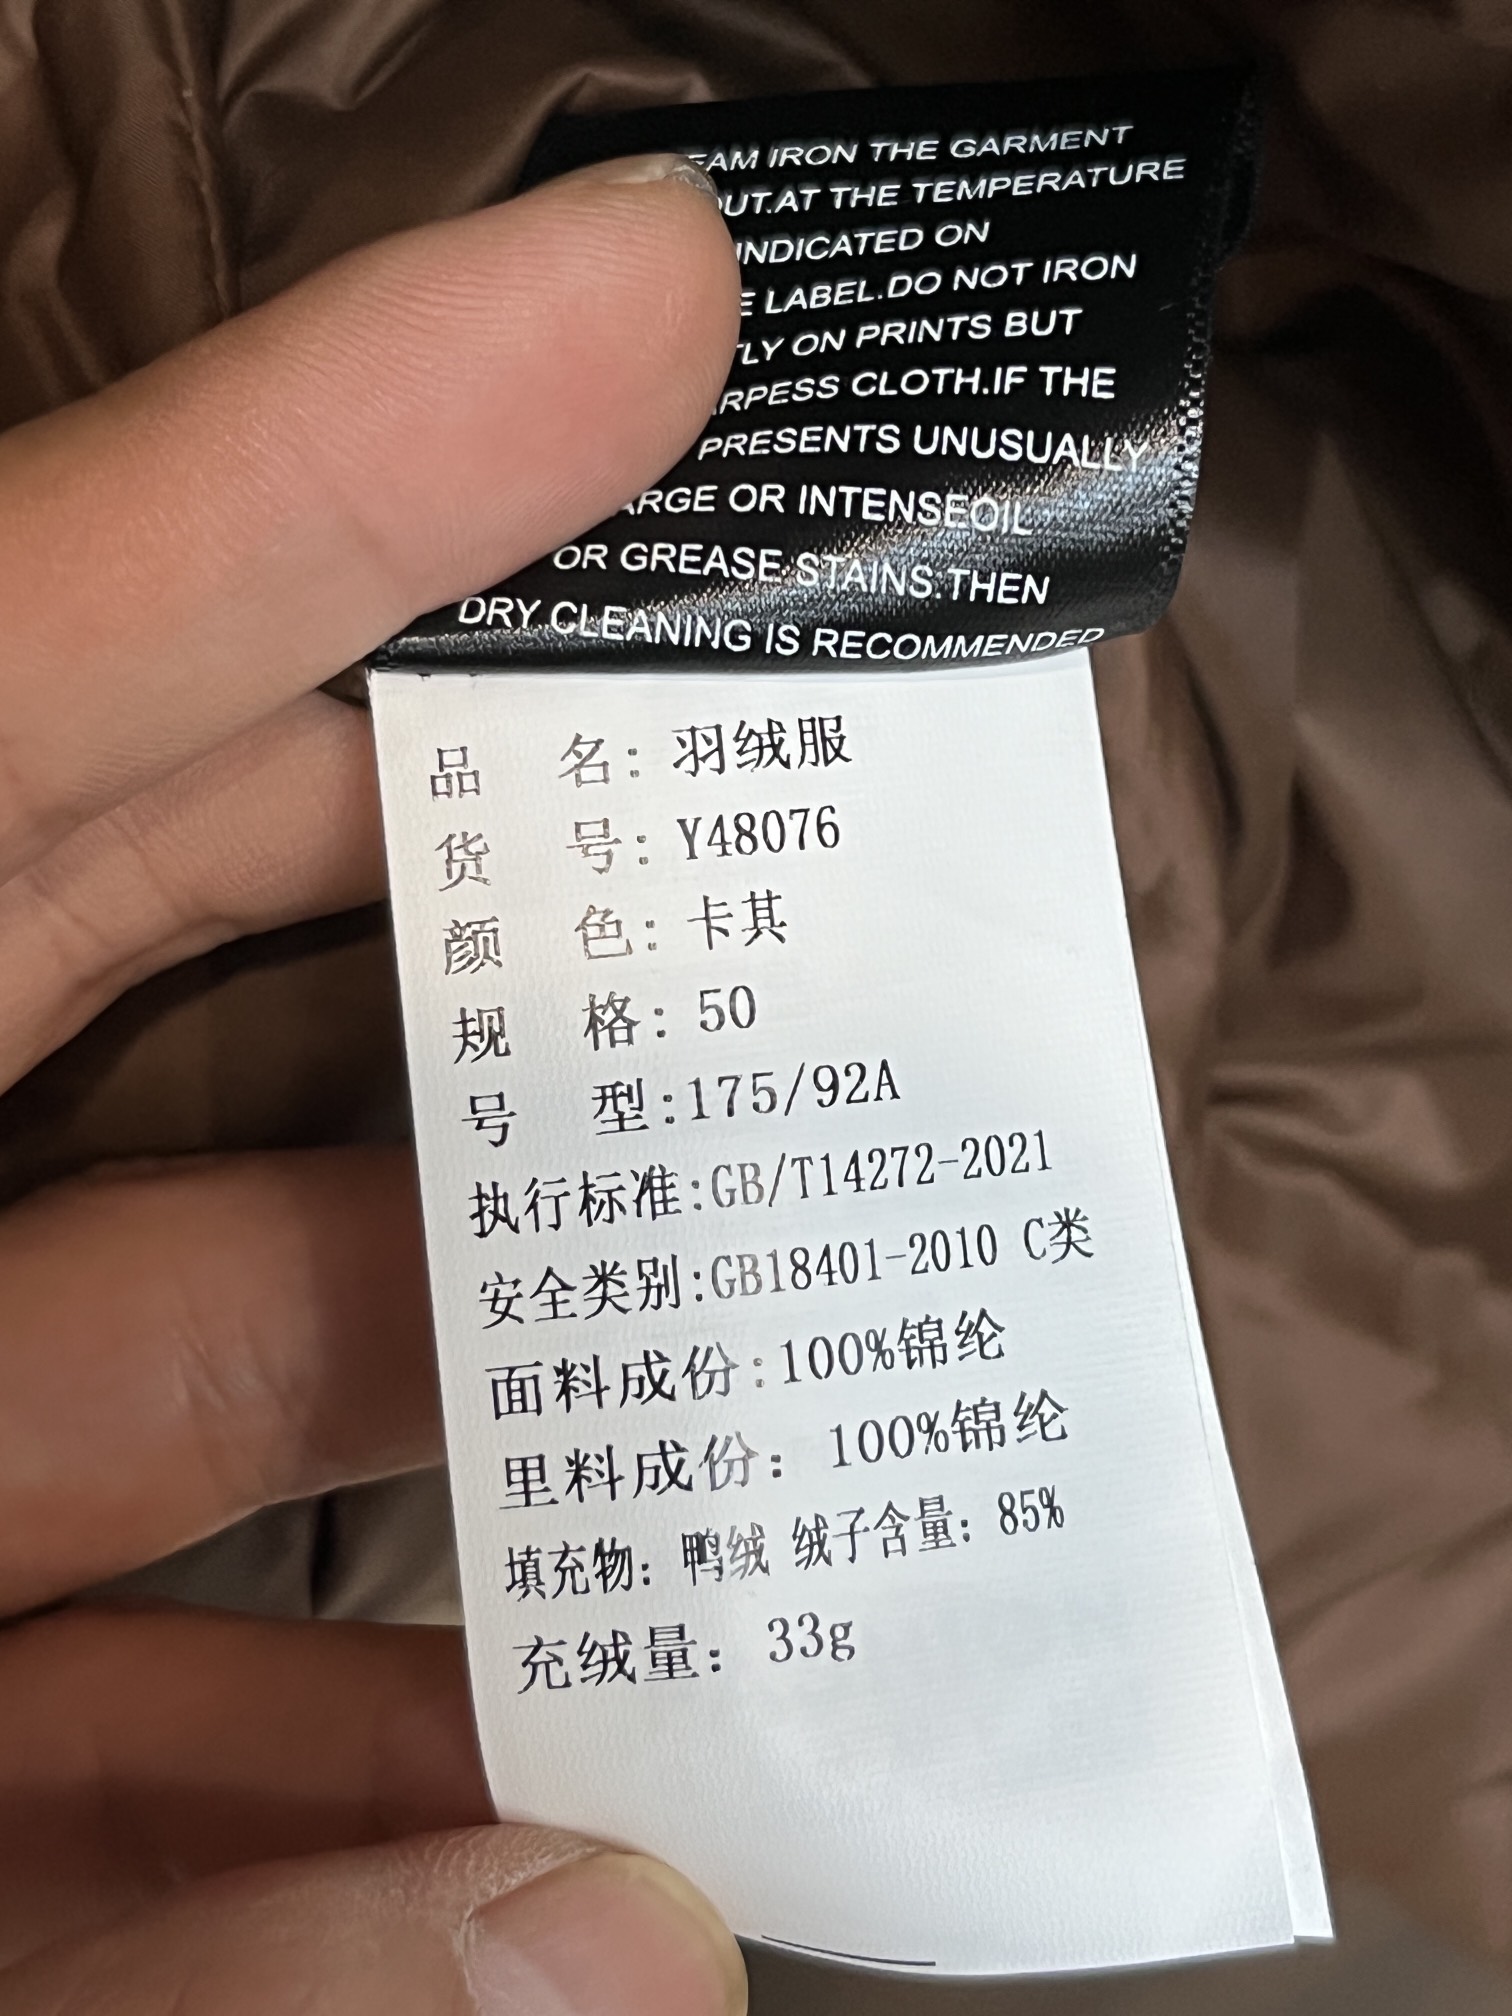 IRON THE GARMENT
AT THE TEMPERATURE
INDICATED ON
LABEL.DO NOT IRON
ON PRINTS BUT
CLOTH.IF THE
PRESENTS UNUSUALLY
OR INTENSEOIL
OR GREASE STAINS.THEN
DRY CLEANING IS RECOMMENDED
品 名: 羽绒服
货 号: Y48076
颜 色: 卡其
规 格: 50
号 型:175/92A
执行标准:GB/T14272-2021
安全类别:GB18401-2010 C类
面料成份:100%锦纶
里料成份: 100%锦纶
填充物: 鸭绒 绒子含量: 85%
充绒量: 33g